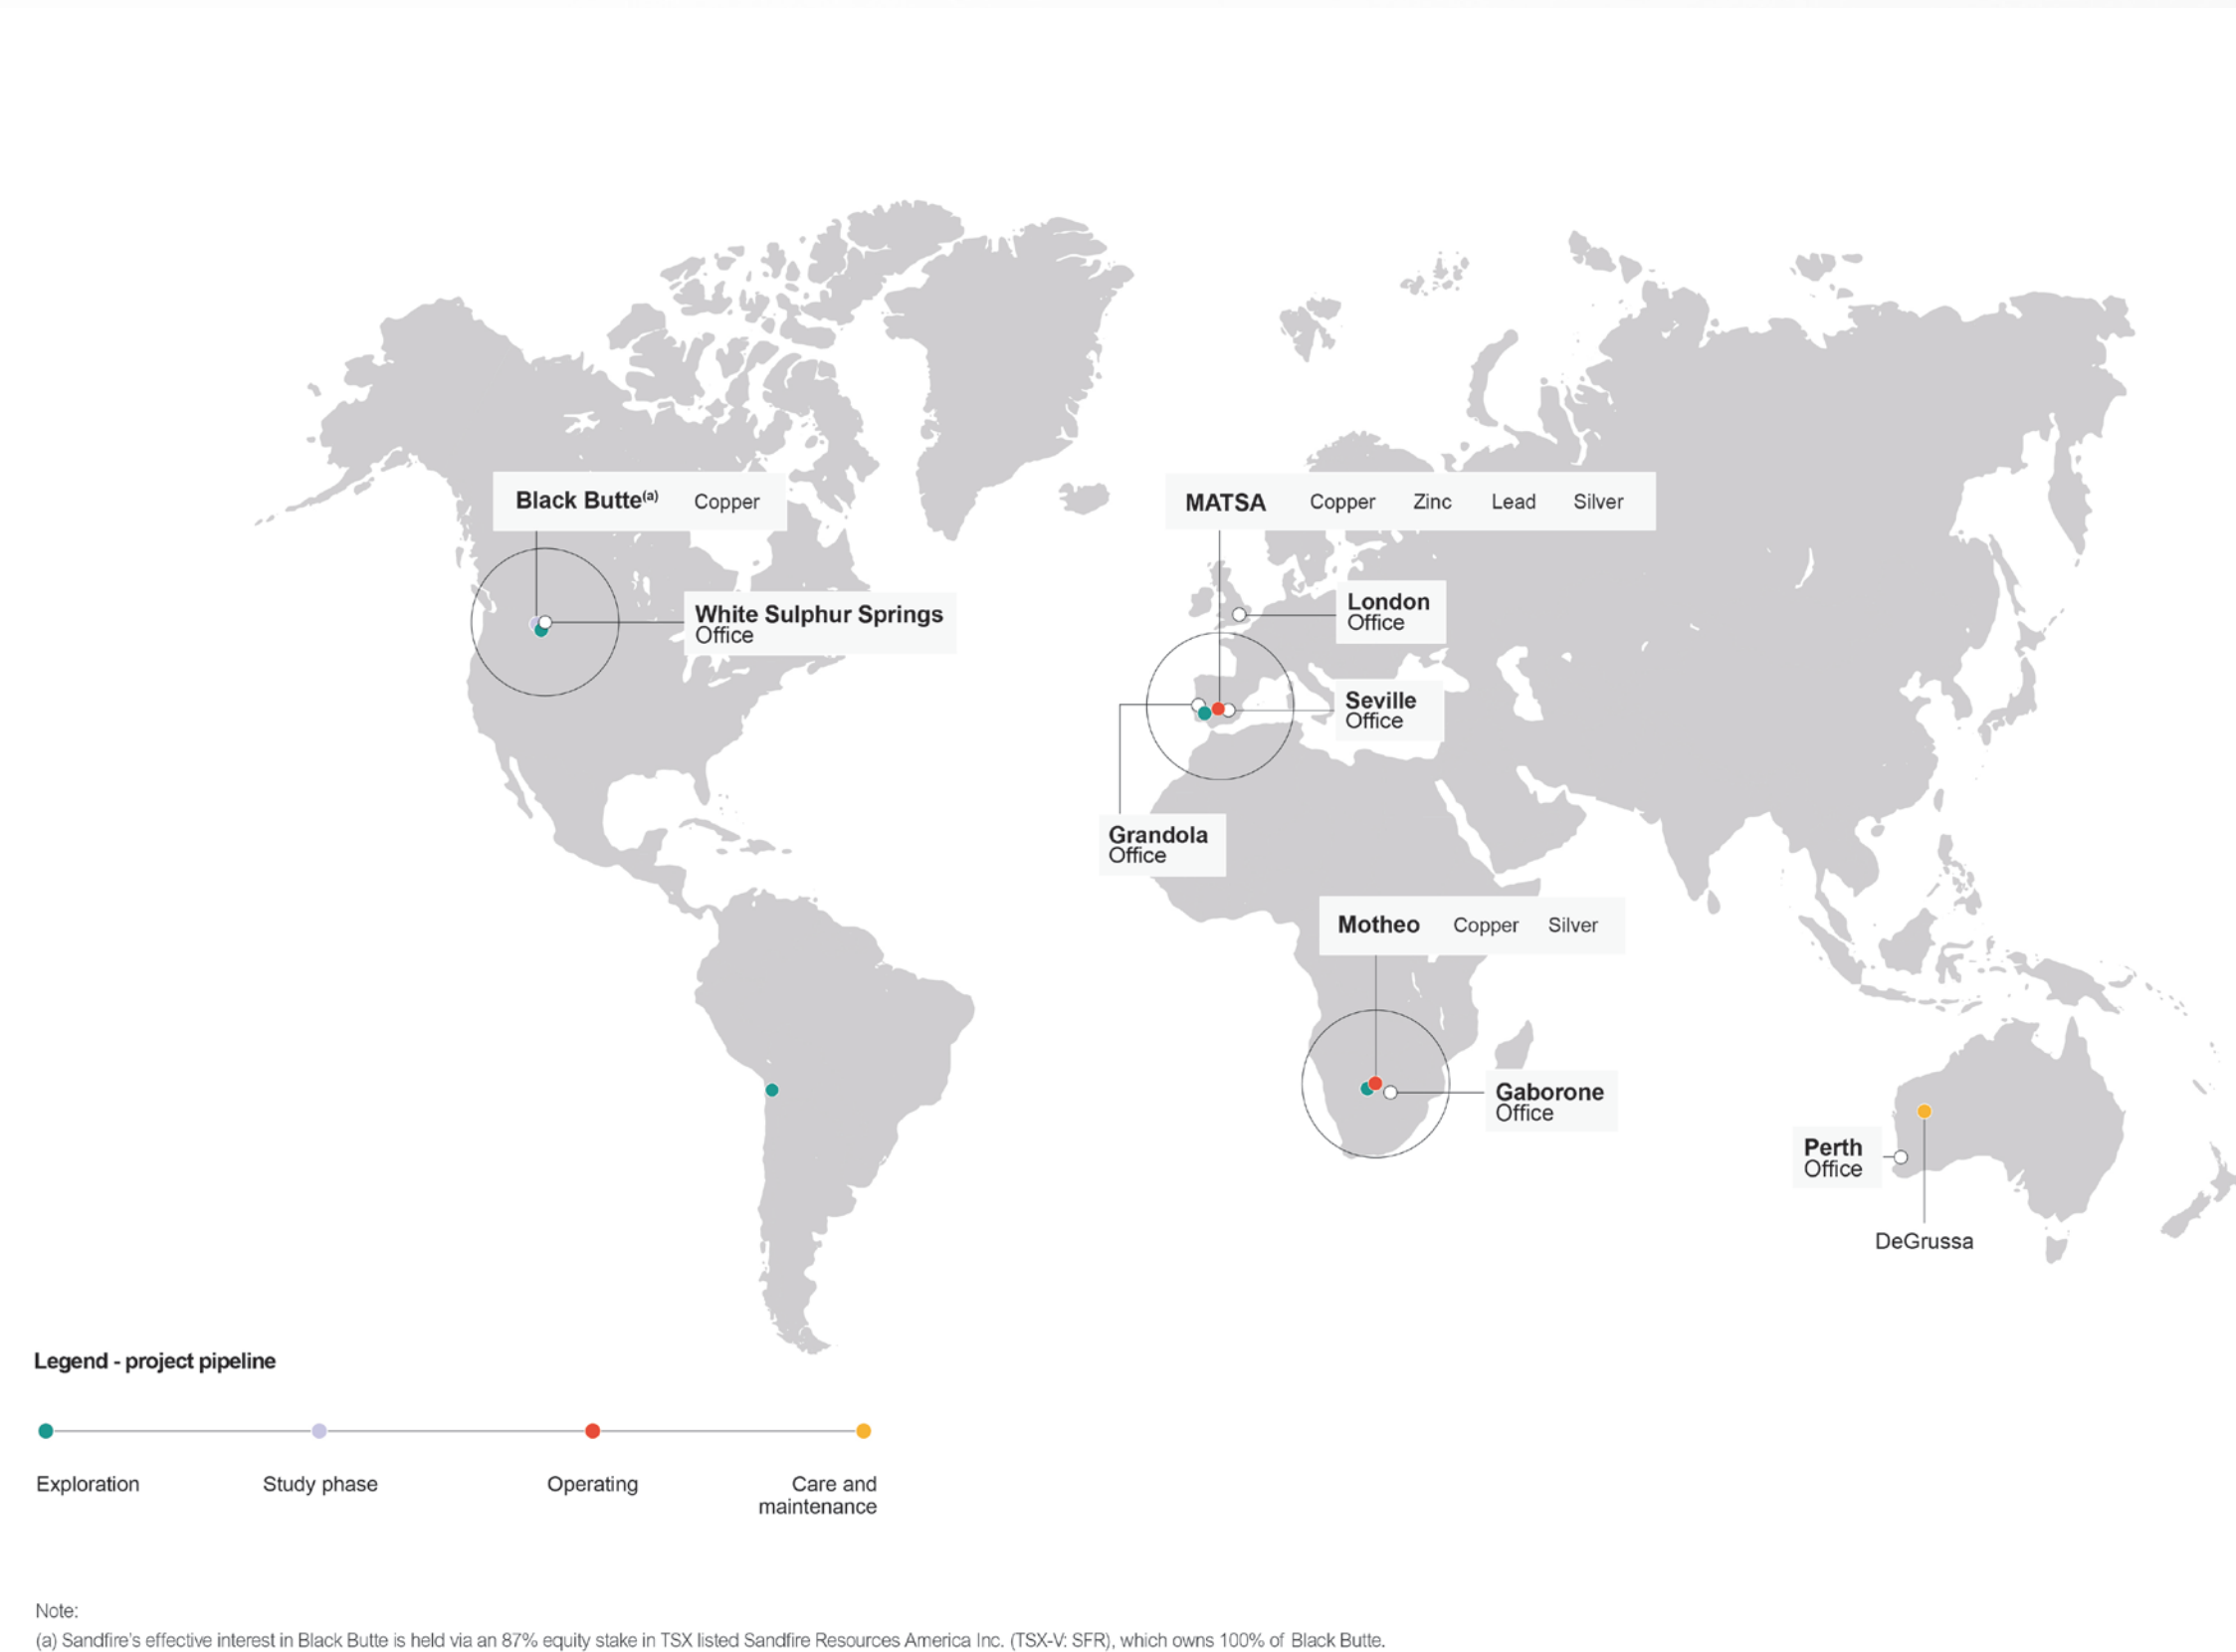 Black Butte(a) Copper
MATSA Copper Zinc Lead Silver
London
Office
White Sulphur Springs
Office
Seville
Office
Grandola
Office
Motheo Copper Silver
Gaborone
Office
Perth
Office
DeGrussa
Legend - project pipeline
Exploration Study phase Operating Care and
maintenance
Note:
(a) Sandfire's effective interest in Black Butte is held via an 87% equity stake in TSX listed Sandfire Resources America Inc. (TSX-V: SFR), which owns 100% of Black Butte.